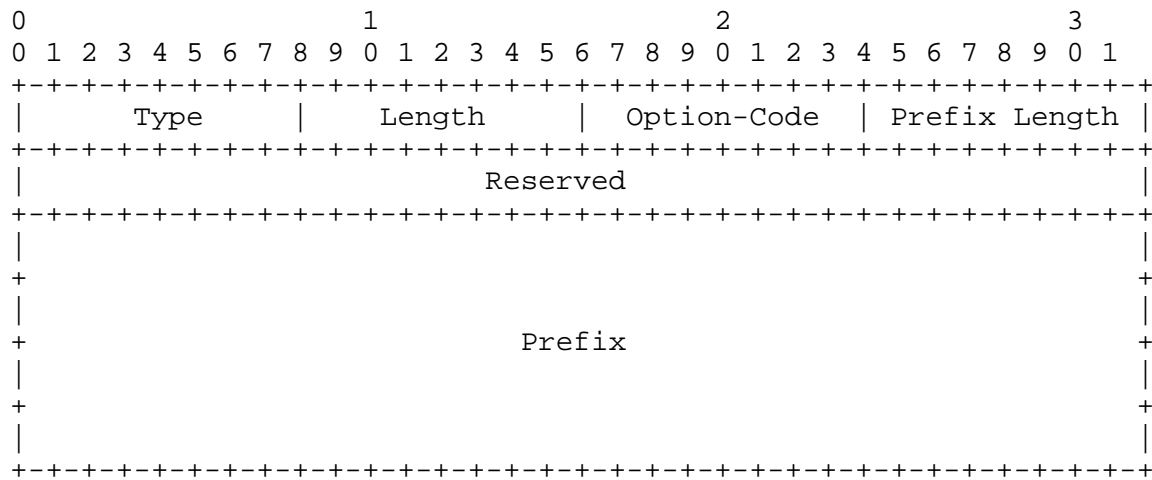 0                   1                   2                   3
0 1 2 3 4 5 6 7 8 9 0 1 2 3 4 5 6 7 8 9 0 1 2 3 4 5 6 7 8 9 0 1
+-+-+-+-+-+-+-+-+-+-+-+-+-+-+-+-+-+-+-+-+-+-+-+-+-+-+-+-+-+-+-+-+
|      Type     |    Length     |  Option-Code  | Prefix Length |
+-+-+-+-+-+-+-+-+-+-+-+-+-+-+-+-+-+-+-+-+-+-+-+-+-+-+-+-+-+-+-+-+
|                          Reserved                             |
+-+-+-+-+-+-+-+-+-+-+-+-+-+-+-+-+-+-+-+-+-+-+-+-+-+-+-+-+-+-+-+-+
|                                                               |
+                                                               +
|                                                               |
+                            Prefix                             +
|                                                               |
+                                                               +
|                                                               |
+-+-+-+-+-+-+-+-+-+-+-+-+-+-+-+-+-+-+-+-+-+-+-+-+-+-+-+-+-+-+-+-+